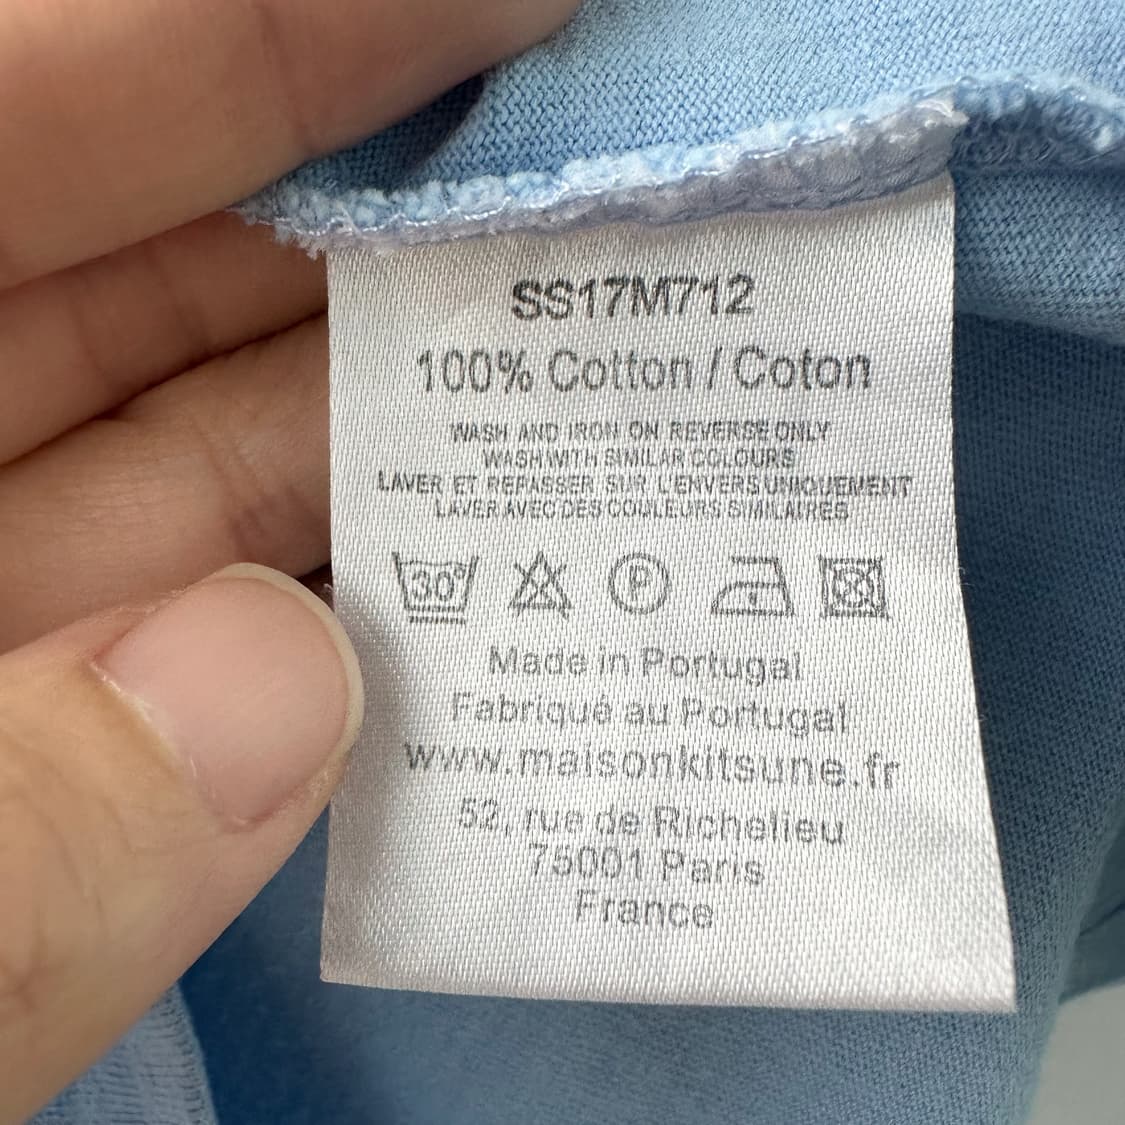 SS17M712
100% Cotton / Coton
WASH AND IRON ON REVERSE ONLY
WASH WITH SIMILAR COLOURS
LAVER ET REPASSER SUR L'ENVERS UNIQUEMENT
LAVER AVEC DES COULEURS SIMILAIRES
30° P
Made in Portugal
Fabriqué au Portugal
www.maisonkitsune.fr
52, rue de Richelieu
75001 Paris
France